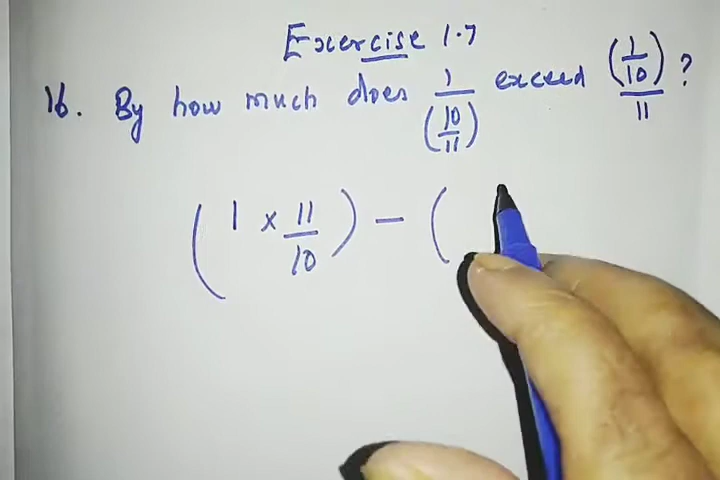 Exercise 1.7
16. By how much does 1/(10/11) exceed (1/10)/11 ?
(1 × 11/10) - (